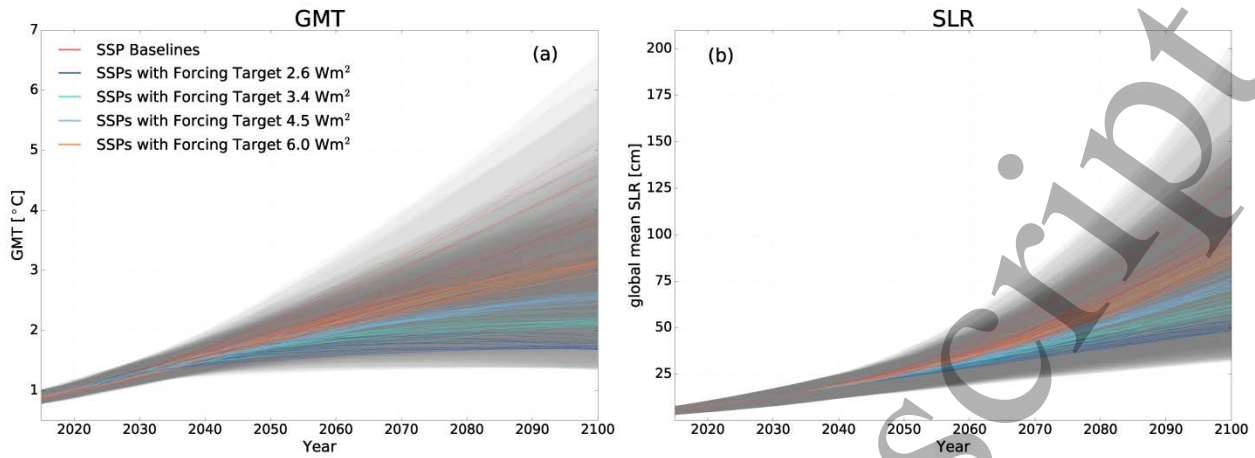 GMT
7
6
5
4
3
2
1
GMT [°C]
SSP Baselines
SSPs with Forcing Target 2.6 Wm²
SSPs with Forcing Target 3.4 Wm²
SSPs with Forcing Target 4.5 Wm²
SSPs with Forcing Target 6.0 Wm²
(a)
2020 2030 2040 2050 2060 2070 2080 2090 2100
Year
SLR
200
175
150
125
100
75
50
25
global mean SLR [cm]
(b)
2020 2030 2040 2050 2060 2070 2080 2090 2100
Year
script